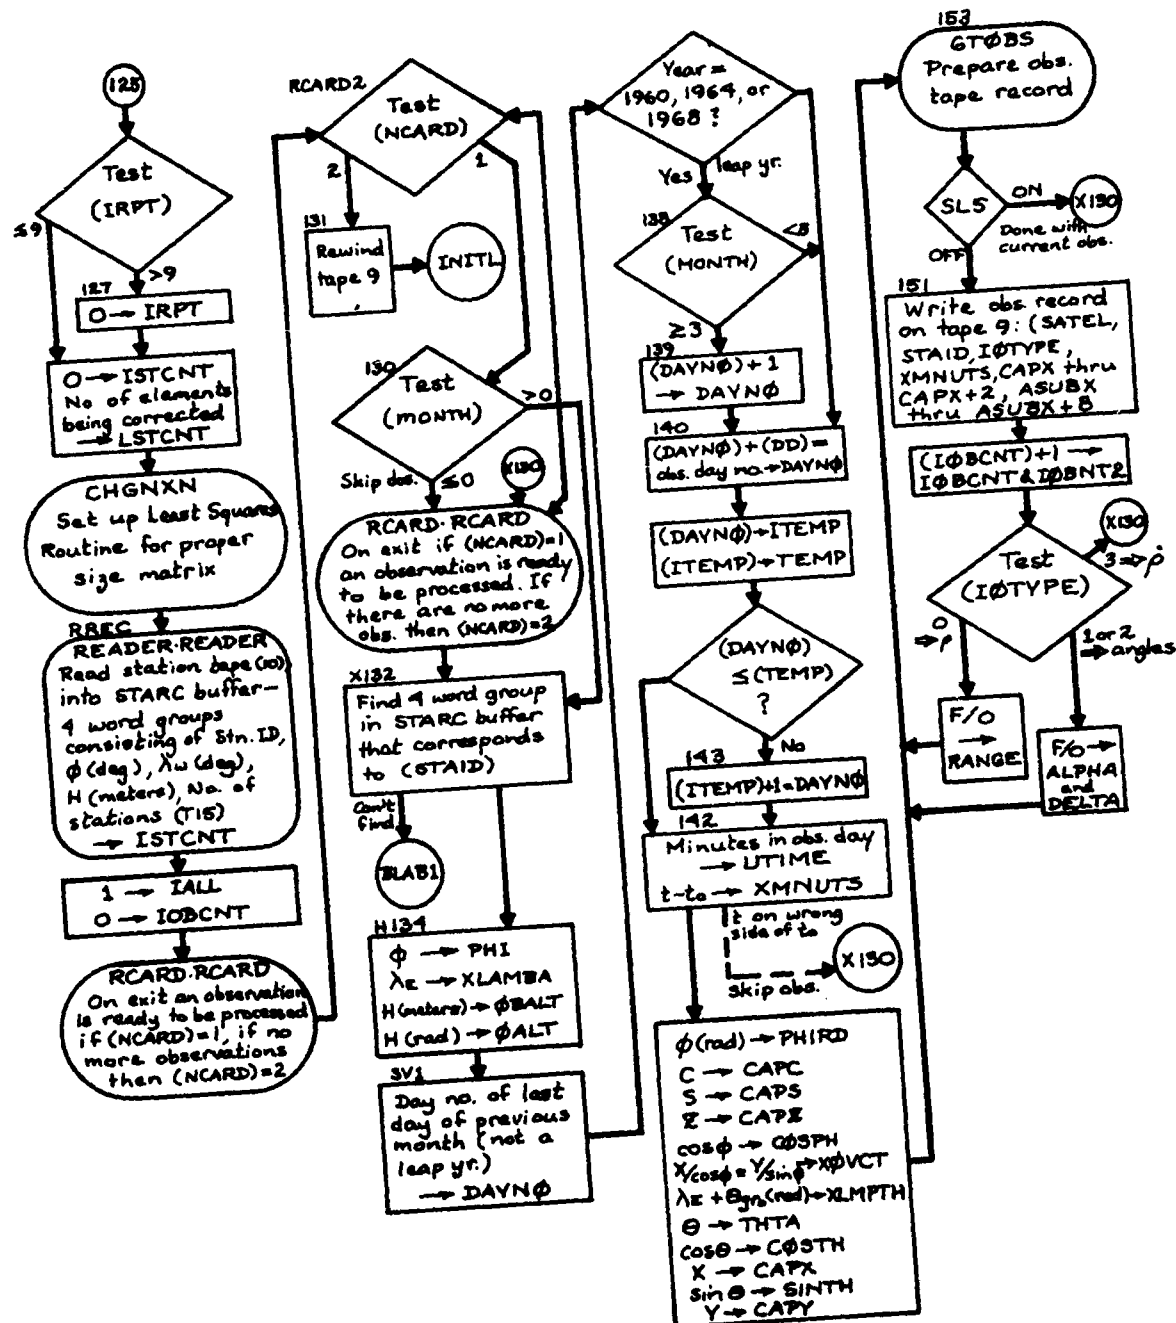 125
Test
(IRPT)
≤9
>9
127
0 → IRPT
0 → ISTCNT
No of elements
being corrected
→ LSTCNT
CHGNXN
Set up Least Squares
Routine for proper
size matrix
RREC
READER·READER
Read station tape (10)
into STARC buffer—
4 word groups
consisting of Stn. ID,
φ (deg), λw (deg),
H (meters), No. of
stations (T15)
→ ISTCNT
1 → IALL
0 → IOBCNT
RCARD·RCARD
On exit an observation
is ready to be processed
if (NCARD)=1, if no
more observations
then (NCARD)=2
RCARD2
Test
(NCARD)
2
1
131
Rewind
tape 9
INITL
130
Test
(MONTH)
>0
Skip obs.
≤0
X130
RCARD·RCARD
On exit if (NCARD)=1
an observation is ready
to be processed. If
there are no more
obs. then (NCARD)=2
X132
Find 4 word group
in STARC buffer
that corresponds
to (STAID)
Can't
find
BLAB1
H134
φ → PHI
λE → XLAMBA
H(meters) → ØBALT
H(rad) → ØALT
SV1
Day no. of last
day of previous
month (not a
leap yr.)
→ DAYNØ
Year =
1960, 1964, or
1968 ?
Yes
leap yr.
138
Test
(MONTH)
<3
≥3
139
(DAYNØ) + 1
→ DAYNØ
140
(DAYNØ) + (DD) =
obs. day no. → DAYNØ
(DAYNØ) → ITEMP
(ITEMP) → TEMP
(DAYNØ)
≤ (TEMP)
?
No
143
(ITEMP)+1 = DAYNØ
142
Minutes in obs. day
→ UTIME
t-to → XMNUTS
t on wrong
side of to
X130
skip obs.
φ (rad) → PHIRD
C → CAPC
S → CAPS
Z → CAPZ
cosφ → CØSPH
X/cosφ = Y/sinφ → XØVCT
λE + θgro (rad) → XLMPTH
θ → THTA
cosθ → CØSTH
X → CAPX
sin θ → SINTH
Y → CAPY
153
GTØBS
Prepare obs.
tape record
SL5
ON
X130
Done with
current obs.
OFF
151
Write obs. record
on tape 9: (SATEL,
STAID, IØTYPE,
XMNUTS, CAPX thru
CAPX+2, ASUBX
thru ASUBX+8
(IØBCNT)+1 →
IØBCNT & IØBNT2
X130
Test
(IØTYPE)
3 ⇒ ρ̇
0
⇒ ρ
1 or 2
⇒ angles
F/O
→
RANGE
F/O →
ALPHA
and
DELTA